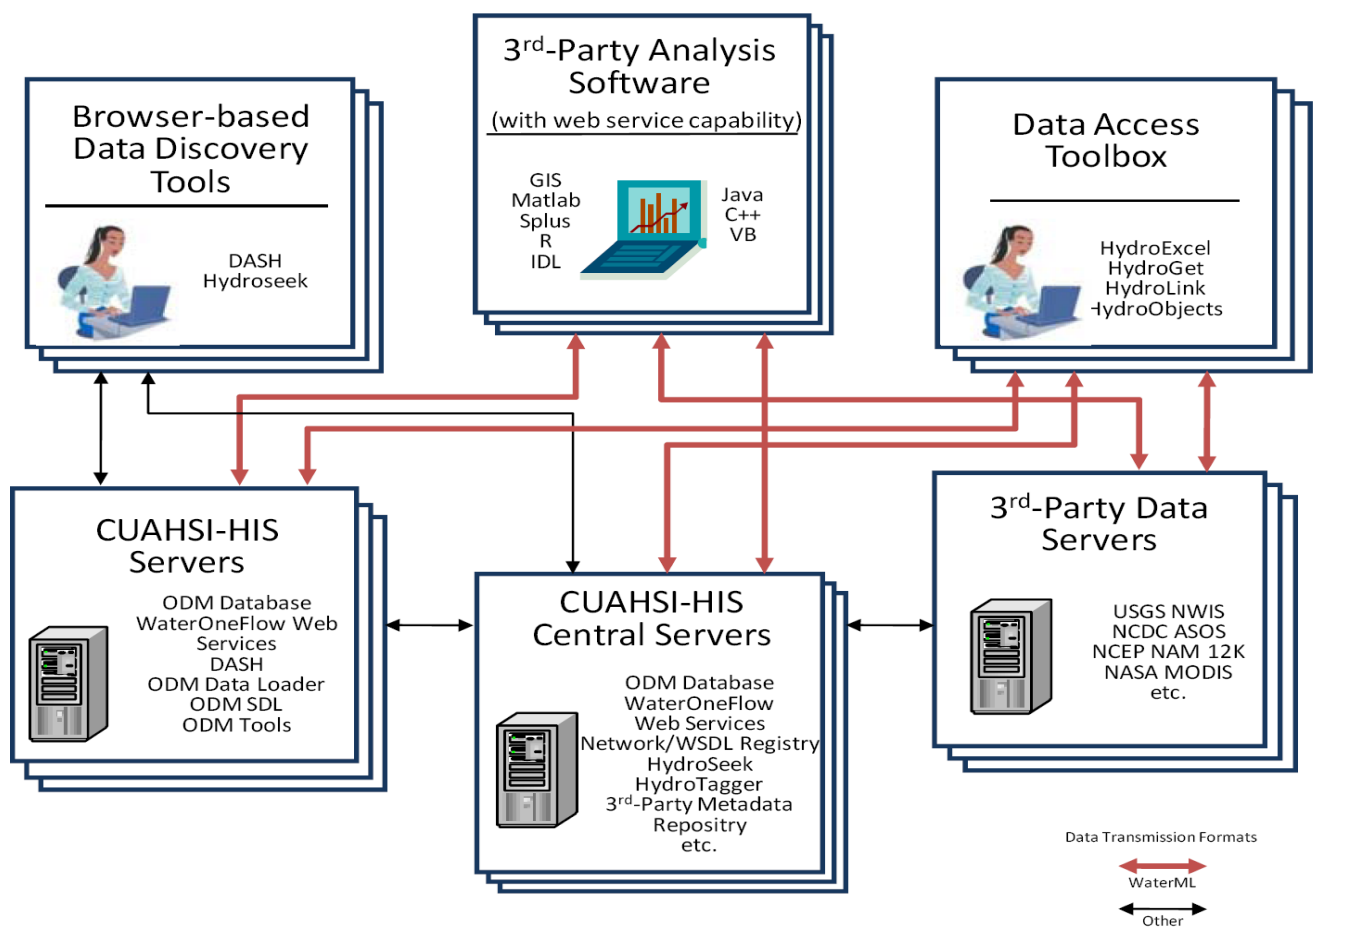 Browser-based
Data Discovery
Tools
DASH
Hydroseek
3rd-Party Analysis
Software
(with web service capability)
GIS
Matlab
Splus
R
IDL
Java
C++
VB
Data Access
Toolbox
HydroExcel
HydroGet
HydroLink
HydroObjects
CUAHSI-HIS
Servers
ODM Database
WaterOneFlow Web
Services
DASH
ODM Data Loader
ODM SDL
ODM Tools
CUAHSI-HIS
Central Servers
ODM Database
WaterOneFlow
Web Services
Network/WSDL Registry
HydroSeek
HydroTagger
3rd-Party Metadata
Repositry
etc.
3rd-Party Data
Servers
USGS NWIS
NCDC ASOS
NCEP NAM 12K
NASA MODIS
etc.
Data Transmission Formats
WaterML
Other